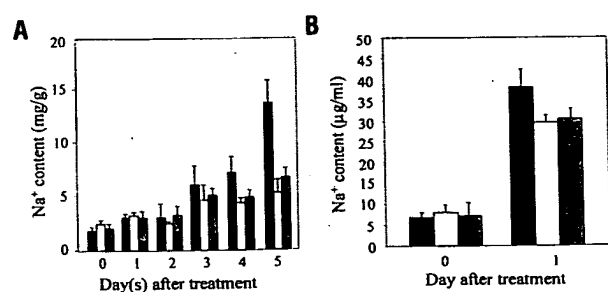 A
Na⁺ content (mg/g)
20
15
10
5
0
0 1 2 3 4 5
Day(s) after treatment
B
Na⁺ content (μg/ml)
50
45
40
35
30
25
20
15
10
5
0
0 1
Day after treatment